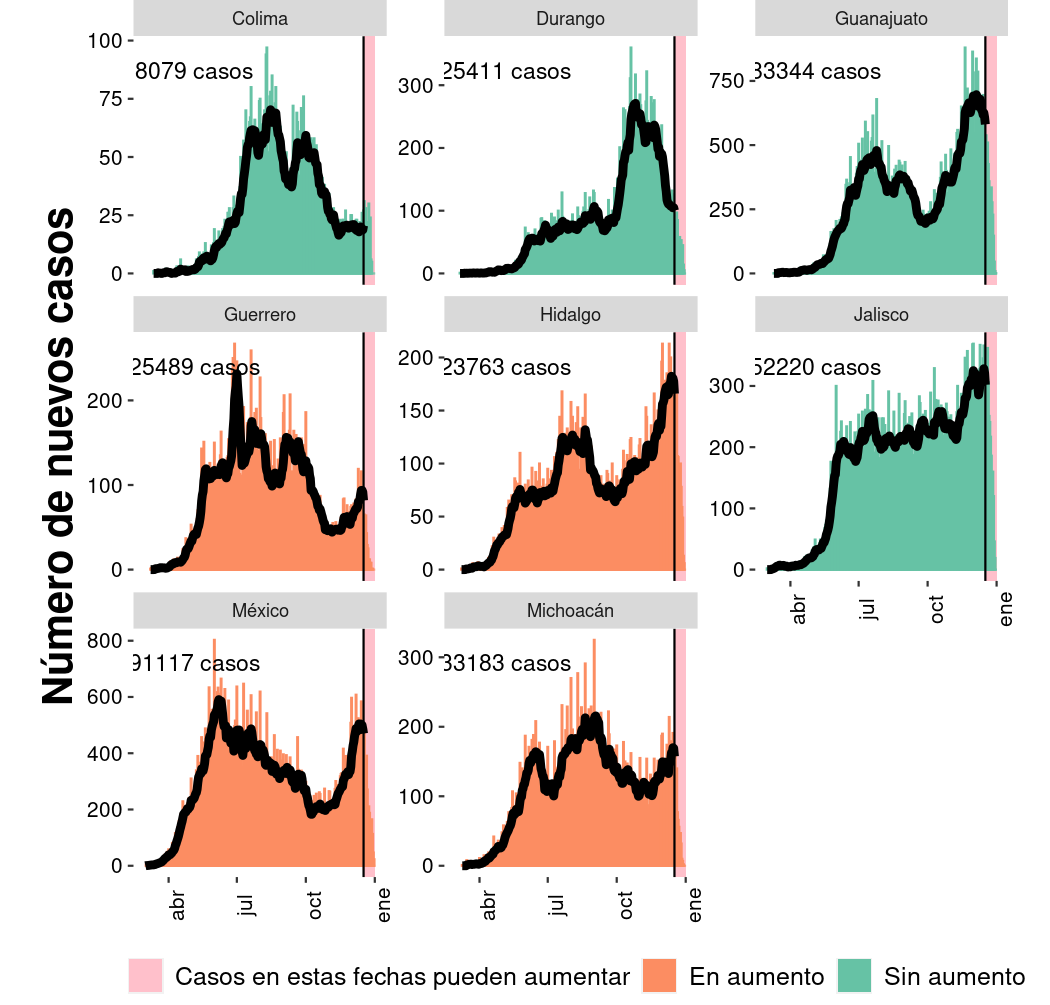 Número de nuevos casos
Colima
Durango
Guanajuato
100
75
50
25
0
8079 casos
300
200
100
0
25411 casos
750
500
250
0
33344 casos
Guerrero
Hidalgo
Jalisco
200
100
0
25489 casos
200
150
100
50
0
23763 casos
300
200
100
0
52220 casos
abr
jul
oct
ene
México
Michoacán
800
600
400
200
0
91117 casos
300
200
100
0
33183 casos
abr
jul
oct
ene
abr
jul
oct
ene
Casos en estas fechas pueden aumentar
En aumento
Sin aumento